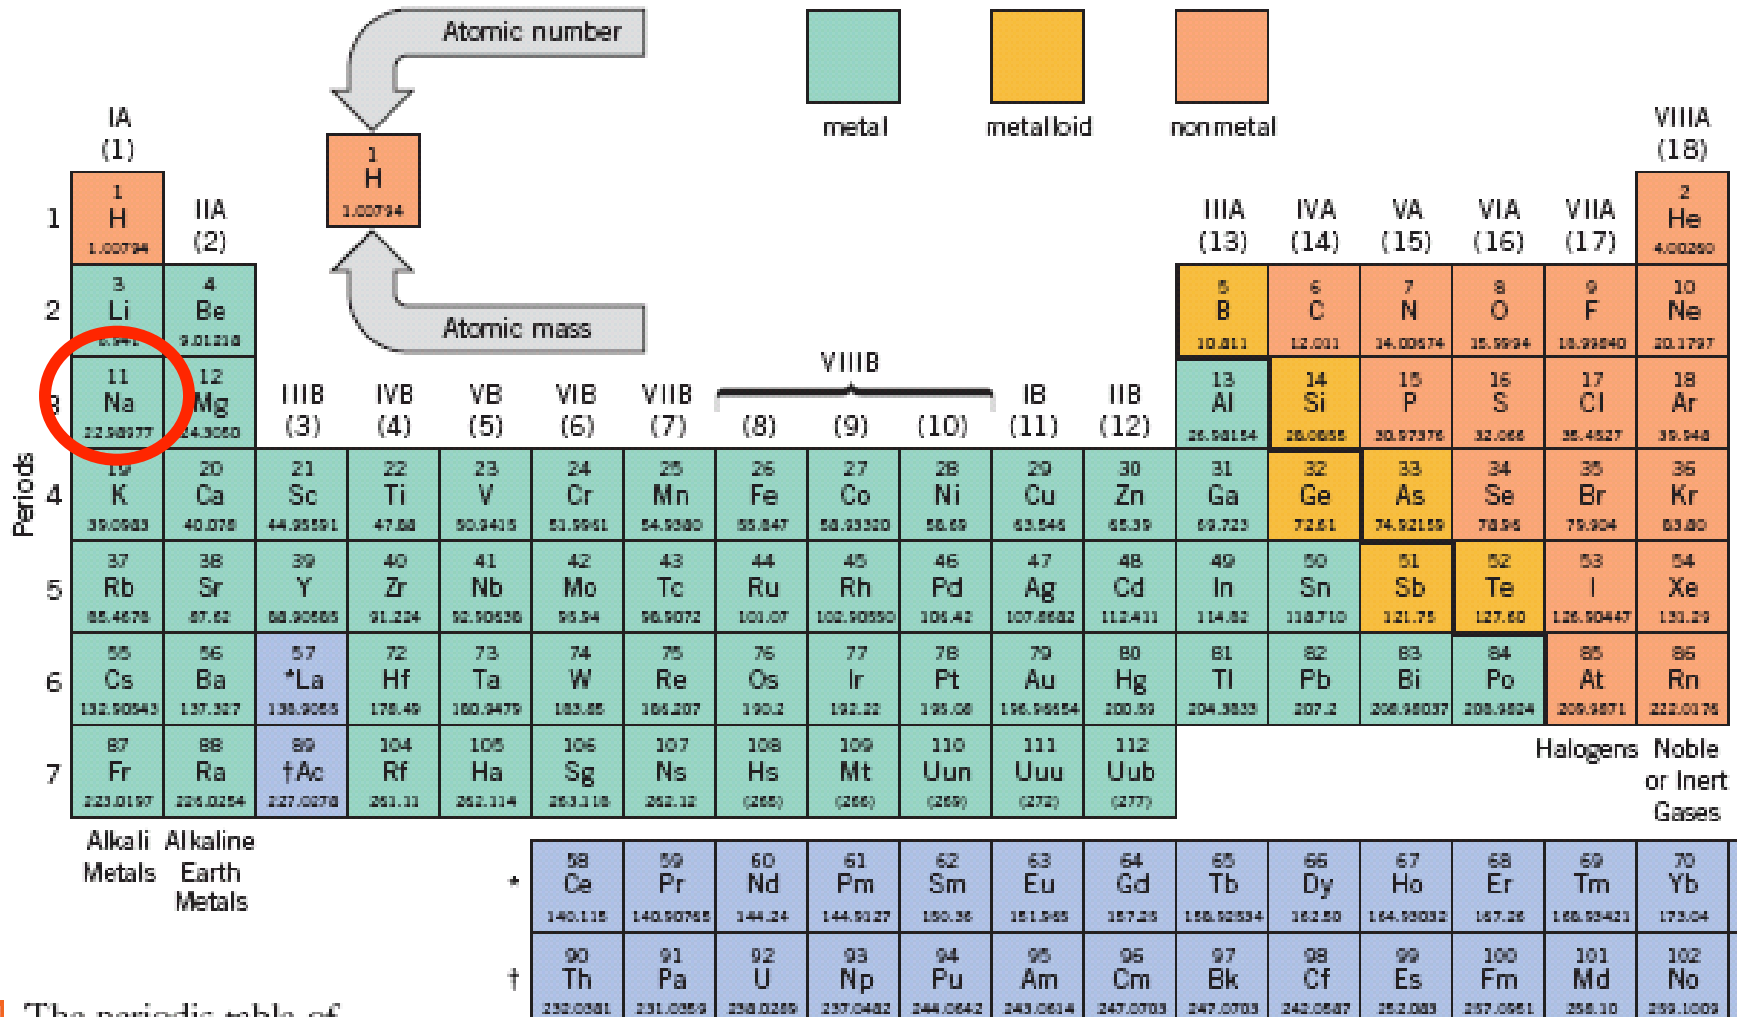 Atomic number
metal metalloid nonmetal
IA VIIIA
(1) (18)
1
H
1.00794
Atomic mass
1 1 IIA IIIA IVA VA VIA VIIA 2
H (2) (13) (14) (15) (16) (17) He
1.00794 4.00260
3 4 5 6 7 8 9 10
2 Li Be B C N O F Ne
9.01218 10.811 12.011 14.00674 15.9994 18.99840 20.1797
VIIIB
11 12 13 14 15 16 17 18
3 Na Mg IIIB IVB VB VIB VIIB IB IIB Al Si P S Cl Ar
22.98977 24.3050 (3) (4) (5) (6) (7) (8) (9) (10) (11) (12) 26.98154 28.0855 30.97376 32.066 35.4527 39.948
Periods
19 20 21 22 23 24 25 26 27 28 29 30 31 32 33 34 35 36
4 K Ca Sc Ti V Cr Mn Fe Co Ni Cu Zn Ga Ge As Se Br Kr
39.0983 40.078 44.95591 47.88 50.9415 51.9961 54.9380 55.847 58.93320 58.69 63.546 65.39 69.723 72.61 74.92159 78.96 79.904 83.80
37 38 39 40 41 42 43 44 45 46 47 48 49 50 51 52 53 54
5 Rb Sr Y Zr Nb Mo Tc Ru Rh Pd Ag Cd In Sn Sb Te I Xe
85.4678 87.62 88.90585 91.224 92.90638 95.94 98.9072 101.07 102.90550 106.42 107.8682 112.411 114.82 118.710 121.75 127.60 126.90447 131.29
55 56 57 72 73 74 75 76 77 78 79 80 81 82 83 84 85 86
6 Cs Ba *La Hf Ta W Re Os Ir Pt Au Hg Tl Pb Bi Po At Rn
132.90543 137.327 138.9055 178.49 180.9479 183.85 186.207 190.2 192.22 195.08 196.96654 200.59 204.3833 207.2 208.98037 208.9824 209.9871 222.0176
87 88 89 104 105 106 107 108 109 110 111 112
7 Fr Ra †Ac Rf Ha Sg Ns Hs Mt Uun Uuu Uub
223.0197 226.0254 227.0278 261.11 262.114 263.118 262.12 (265) (266) (269) (272) (277)
Halogens Noble
or Inert
Gases
Alkali Alkaline
Metals Earth
Metals
58 59 60 61 62 63 64 65 66 67 68 69 70
* Ce Pr Nd Pm Sm Eu Gd Tb Dy Ho Er Tm Yb
140.115 140.90765 144.24 144.9127 150.36 151.965 157.25 158.92534 162.50 164.93032 167.26 168.93421 173.04
90 91 92 93 94 95 96 97 98 99 100 101 102
† Th Pa U Np Pu Am Cm Bk Cf Es Fm Md No
232.0381 231.0359 238.0289 237.0482 244.0642 243.0614 247.0703 247.0703 242.0587 252.083 257.0951 258.10 259.1009
The periodic table of